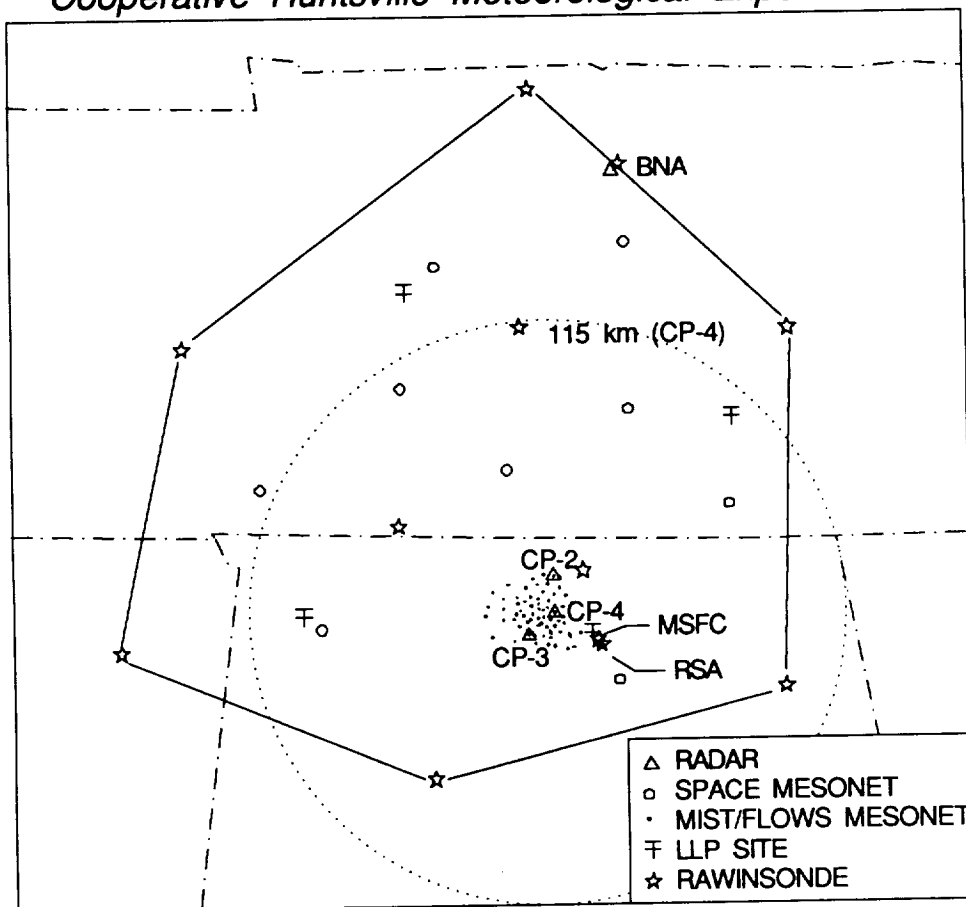 Cooperative Huntsville Meteorological
BNA
115 km (CP-4)
CP-2
CP-4
MSFC
CP-3
RSA
RADAR
SPACE MESONET
MIST/FLOWS MESONET
LLP SITE
RAWINSONDE